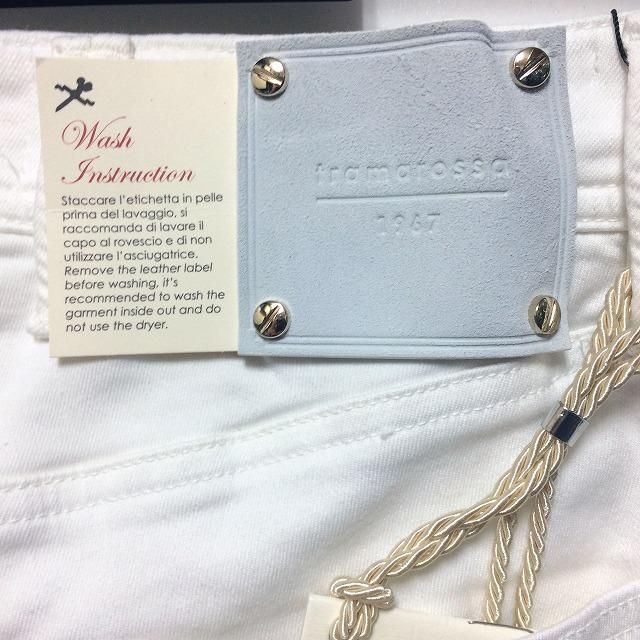 Wash
Instruction
Staccare l'etichetta in pelle
prima del lavaggio, si
raccomanda di lavare il
capo al rovescio e di non
utilizzare l'asciugatrice.
Remove the leather label
before washing, it's
recommended to wash the
garment inside out and do
not use the dryer.
tramarossa
1967